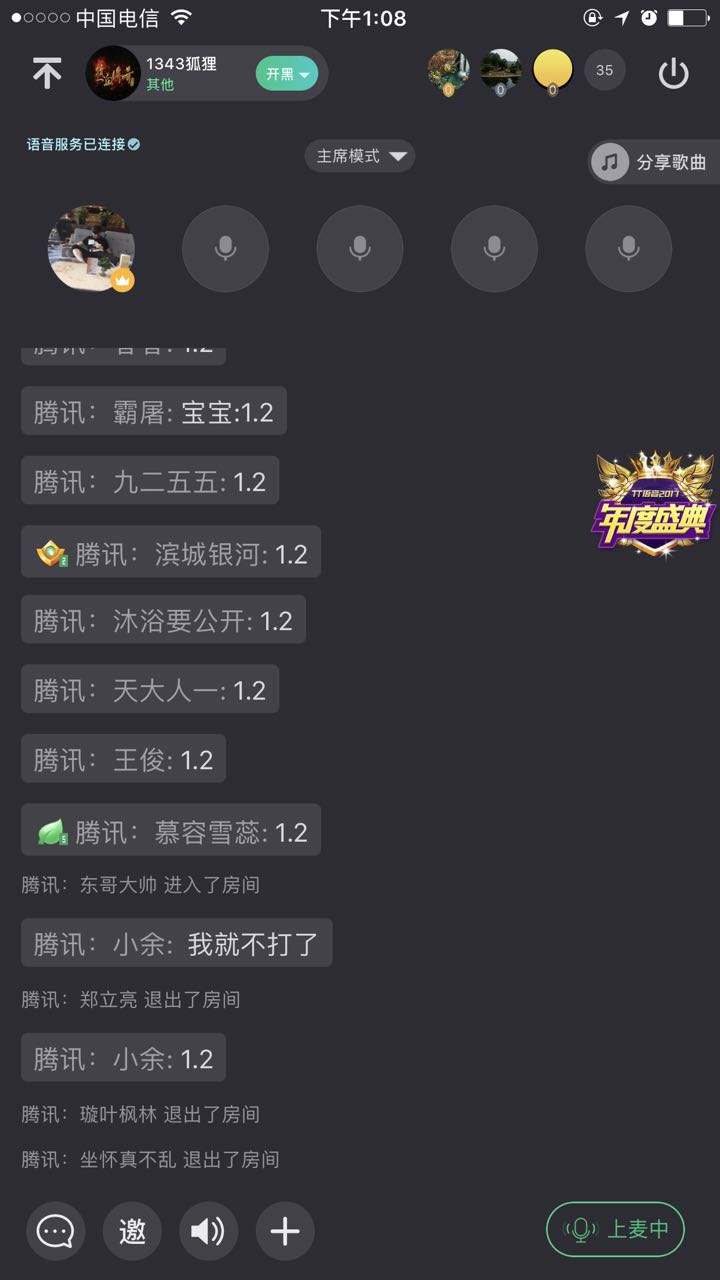 中国电信
下午1:08
1343狐狸
其他
开黑
0
0
0
35
语音服务已连接
主席模式
分享歌曲
腾讯：霸屠: 宝宝:1.2
腾讯：九二五五: 1.2
TT语音2017
年度盛典
2 腾讯：滨城银河: 1.2
腾讯：沐浴要公开: 1.2
腾讯：天大人一: 1.2
腾讯：王俊: 1.2
5 腾讯：慕容雪蕊: 1.2
腾讯：东哥大帅 进入了房间
腾讯：小余: 我就不打了
腾讯：郑立亮 退出了房间
腾讯：小余: 1.2
腾讯：璇叶枫林 退出了房间
腾讯：坐怀真不乱 退出了房间
邀
上麦中